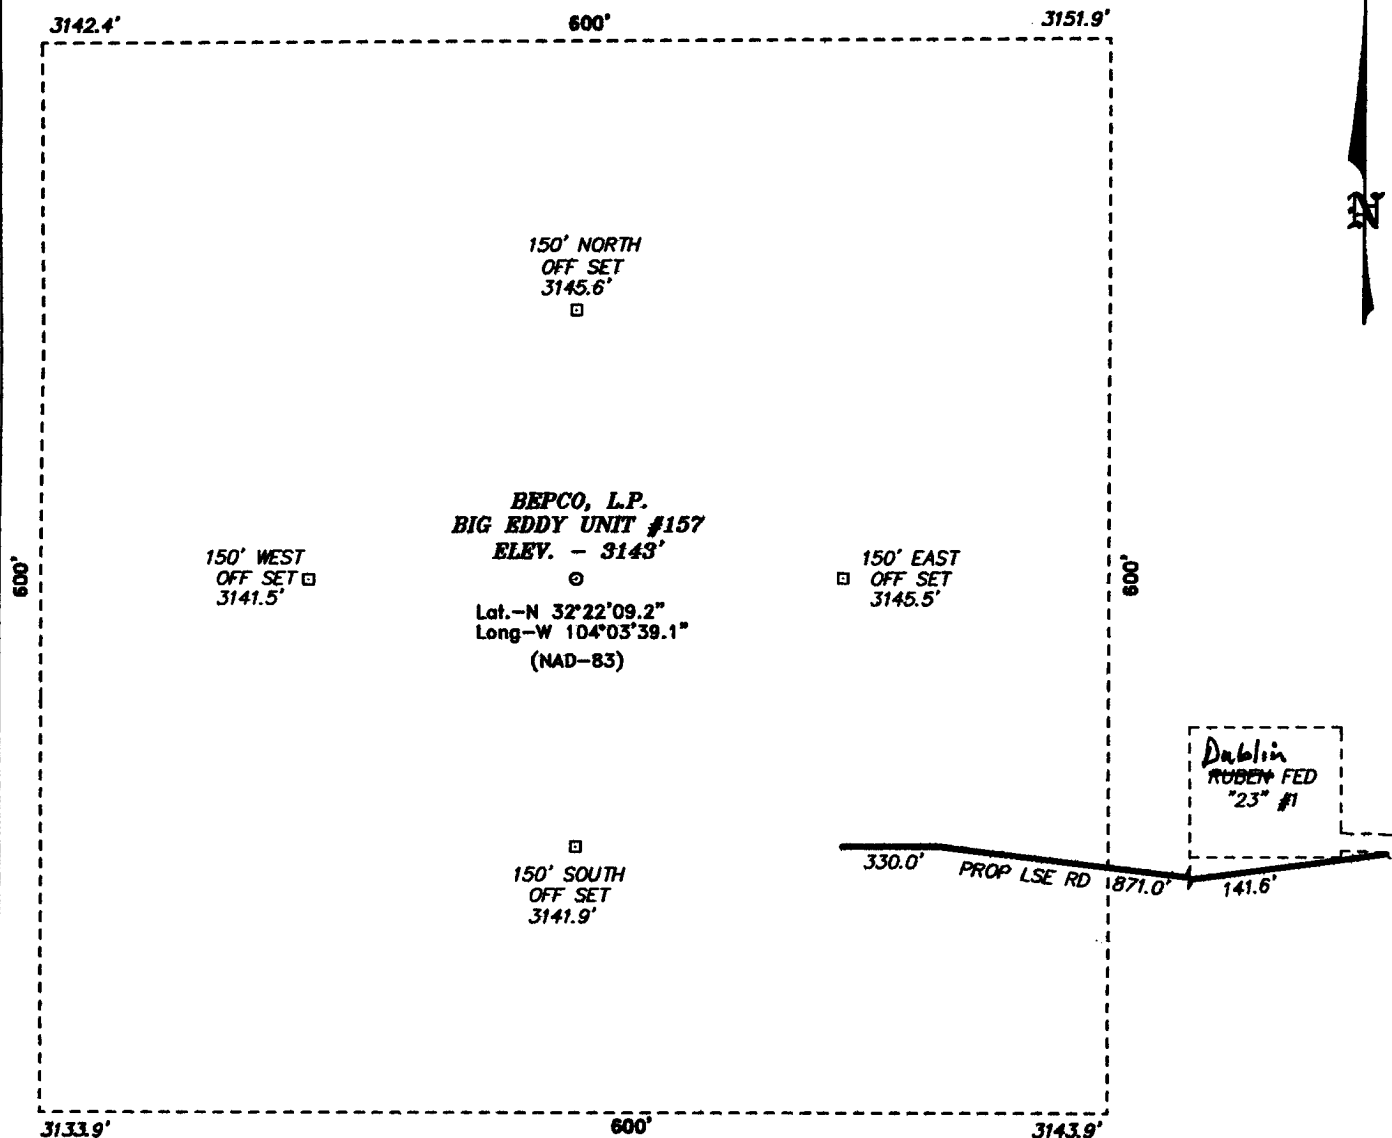 3142.4'
600'
3151.9'
N
150' NORTH
OFF SET
3145.6'
BEPCO, L.P.
BIG EDDY UNIT #157
ELEV. - 3143'
Lat.-N 32°22'09.2"
Long-W 104°03'39.1"
(NAD-83)
600'
150' WEST
OFF SET
3141.5'
150' EAST
OFF SET
3145.5'
600'
Dublin
RUBEN FED
"23" #1
150' SOUTH
OFF SET
3141.9'
330.0'
PROP LSE RD
871.0'
141.6'
3133.9'
600'
3143.9'